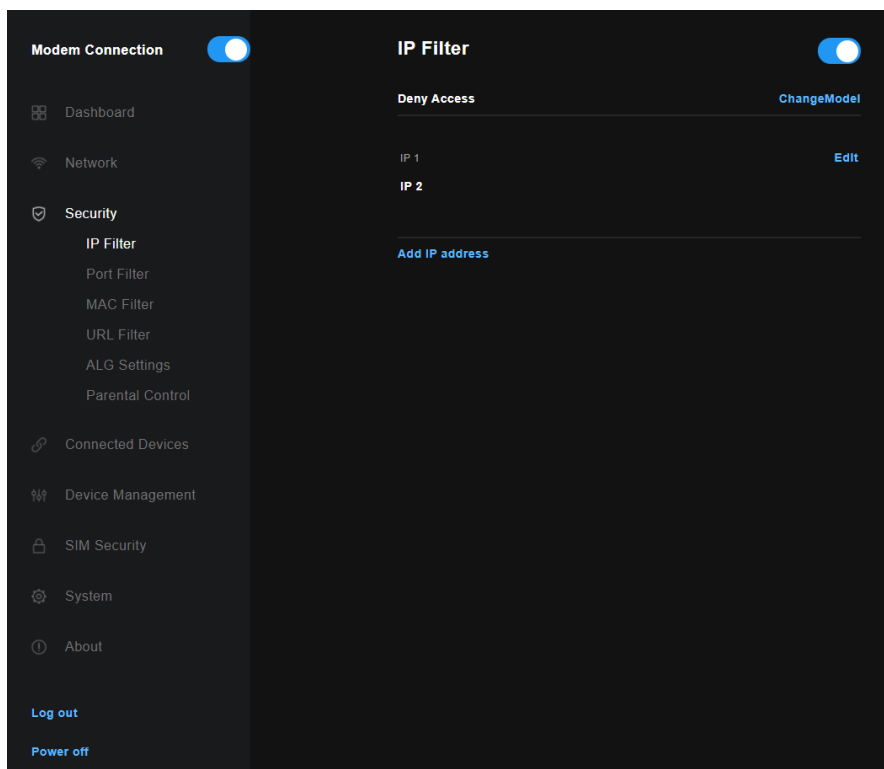 Modem Connection
Dashboard
Network
Security
IP Filter
Port Filter
MAC Filter
URL Filter
ALG Settings
Parental Control
Connected Devices
Device Management
SIM Security
System
About
Log out
Power off
IP Filter
Deny Access ChangeModel
IP 1 Edit
IP 2
Add IP address